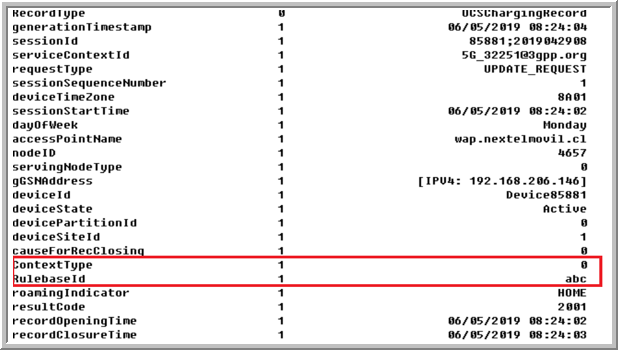 RecordType 0 UCSChargingRecord
generationTimestamp 1 06/05/2019 08:24:04
sessionId 1 85881;2019042908
serviceContextId 1 5G_32251@3gpp.org
requestType 1 UPDATE_REQUEST
sessionSequenceNumber 1 1
deviceTimeZone 1 8A01
sessionStartTime 1 06/05/2019 08:24:02
dayOfWeek 1 Monday
accessPointName 1 wap.nextelmovil.cl
nodeID 1 4657
servingNodeType 1 0
gGSNAddress 1 [IPV4: 192.168.206.146]
deviceId 1 Device85881
deviceState 1 Active
devicePartitionId 1 0
deviceSiteId 1 1
causeForRecClosing 1 0
ContextType 1 0
RulebaseId 1 abc
roamingIndicator 1 HOME
resultCode 1 2001
recordOpeningTime 1 06/05/2019 08:24:02
recordClosureTime 1 06/05/2019 08:24:03